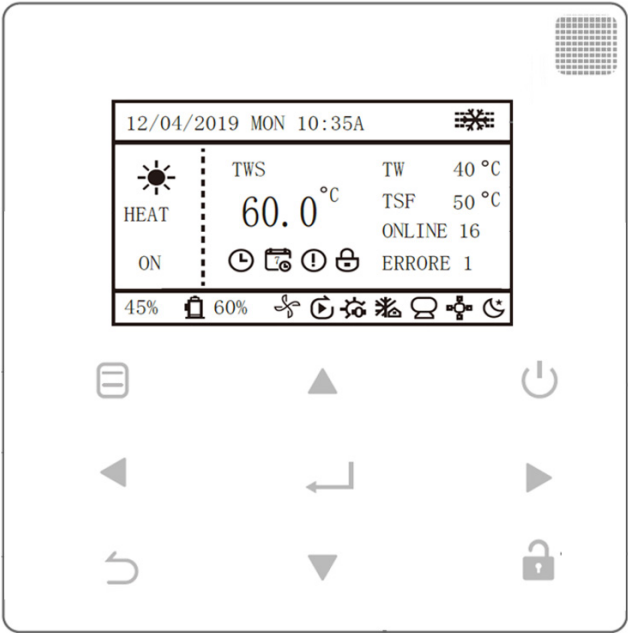 12/04/2019 MON 10:35A
HEAT
ON
TWS
60.0°C
7
TW 40°C
TSF 50°C
ONLINE 16
ERRORE 1
45% 60%